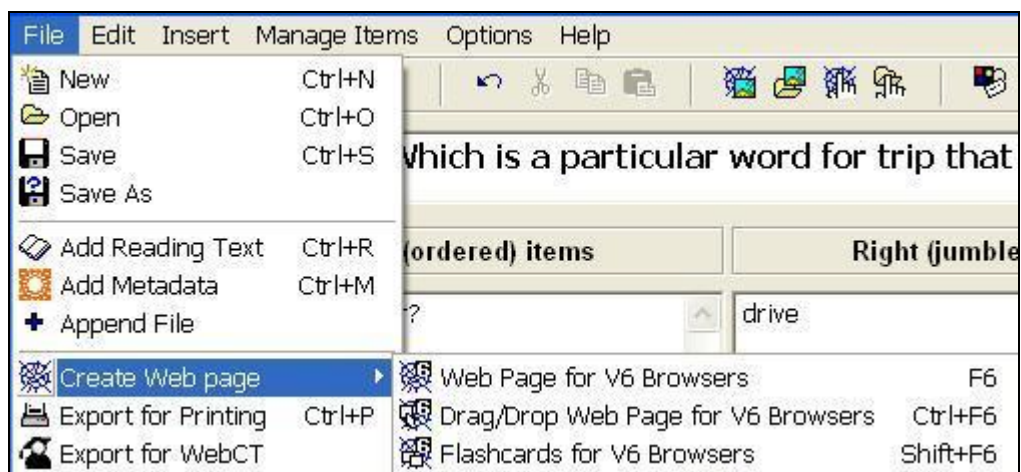 File Edit Insert Manage Items Options Help
New Ctrl+N
Open Ctrl+O
Save Ctrl+S
Which is a particular word for trip that
Save As
Add Reading Text Ctrl+R
(ordered) items Right (jumble
Add Metadata Ctrl+M
Append File
? drive
Create Web page
Web Page for V6 Browsers F6
Export for Printing Ctrl+P
Drag/Drop Web Page for V6 Browsers Ctrl+F6
Export for WebCT
Flashcards for V6 Browsers Shift+F6